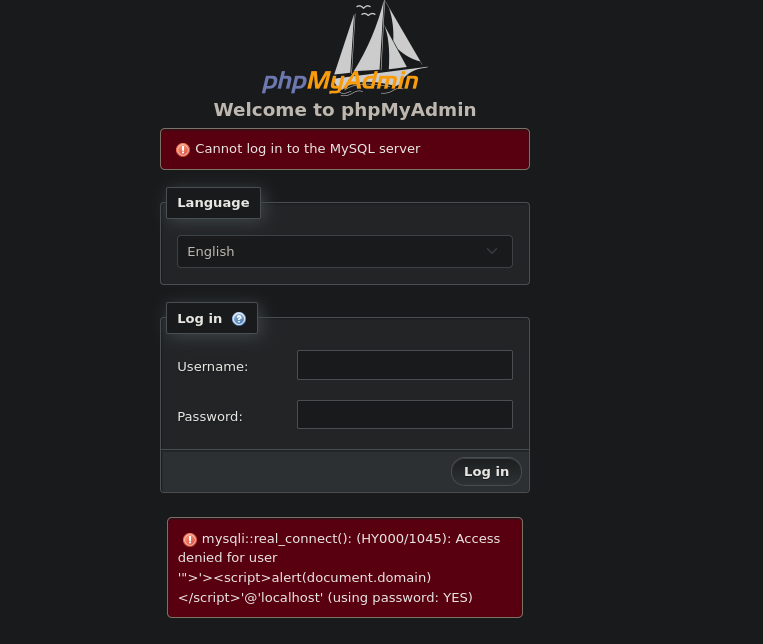 phpMyAdmin
Welcome to phpMyAdmin
Cannot log in to the MySQL server
Language
English
Log in
Username:
Password:
Log in
mysqli::real_connect(): (HY000/1045): Access
denied for user
'">'><script>alert(document.domain)
</script>'@'localhost' (using password: YES)